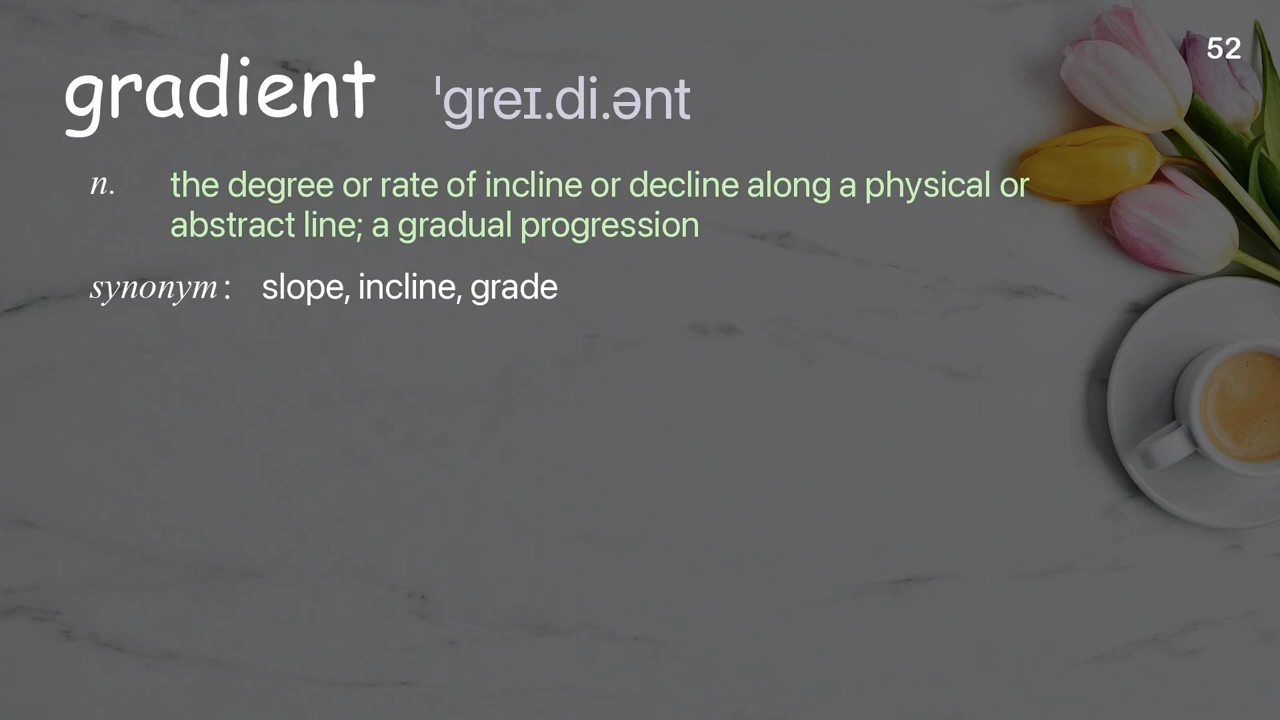 52
gradient ˈɡreɪ.di.ənt
n. the degree or rate of incline or decline along a physical or
abstract line; a gradual progression
synonym : slope, incline, grade